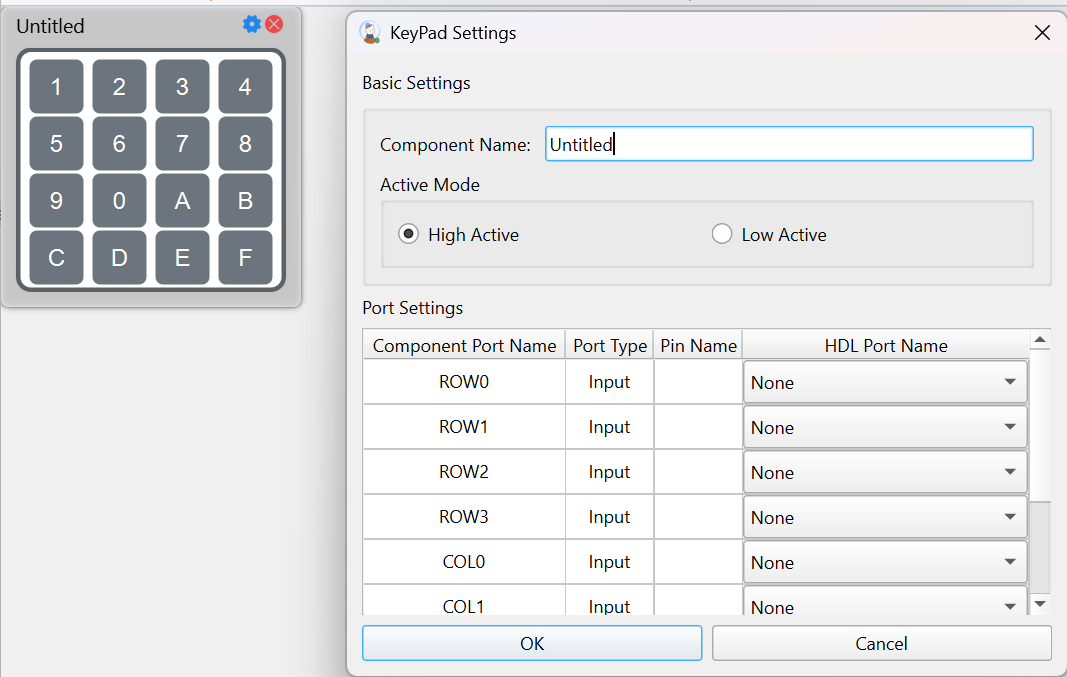 Untitled
1 2 3 4
5 6 7 8
9 0 A B
C D E F
KeyPad Settings
Basic Settings
Component Name: Untitled
Active Mode
High Active Low Active
Port Settings
Component Port Name Port Type Pin Name HDL Port Name
ROW0 Input None
ROW1 Input None
ROW2 Input None
ROW3 Input None
COL0 Input None
COL1 Input None
OK Cancel